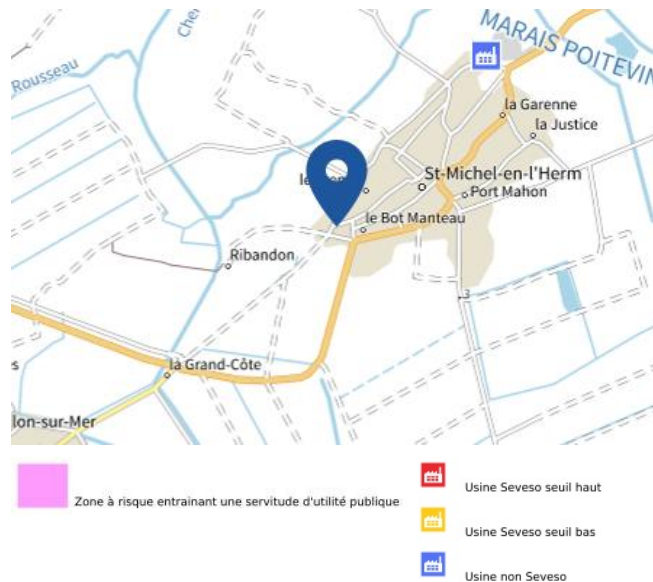 MARAIS POITEVIN
Rousseau
la Garenne
la Justice
St-Michel-en-l'Herm
Port Mahon
le Bot Manteau
Ribandon
la Grand-Côte
lon-sur-Mer
Zone à risque entrainant une servitude d'utilité publique
Usine Seveso seuil haut
Usine Seveso seuil bas
Usine non Seveso